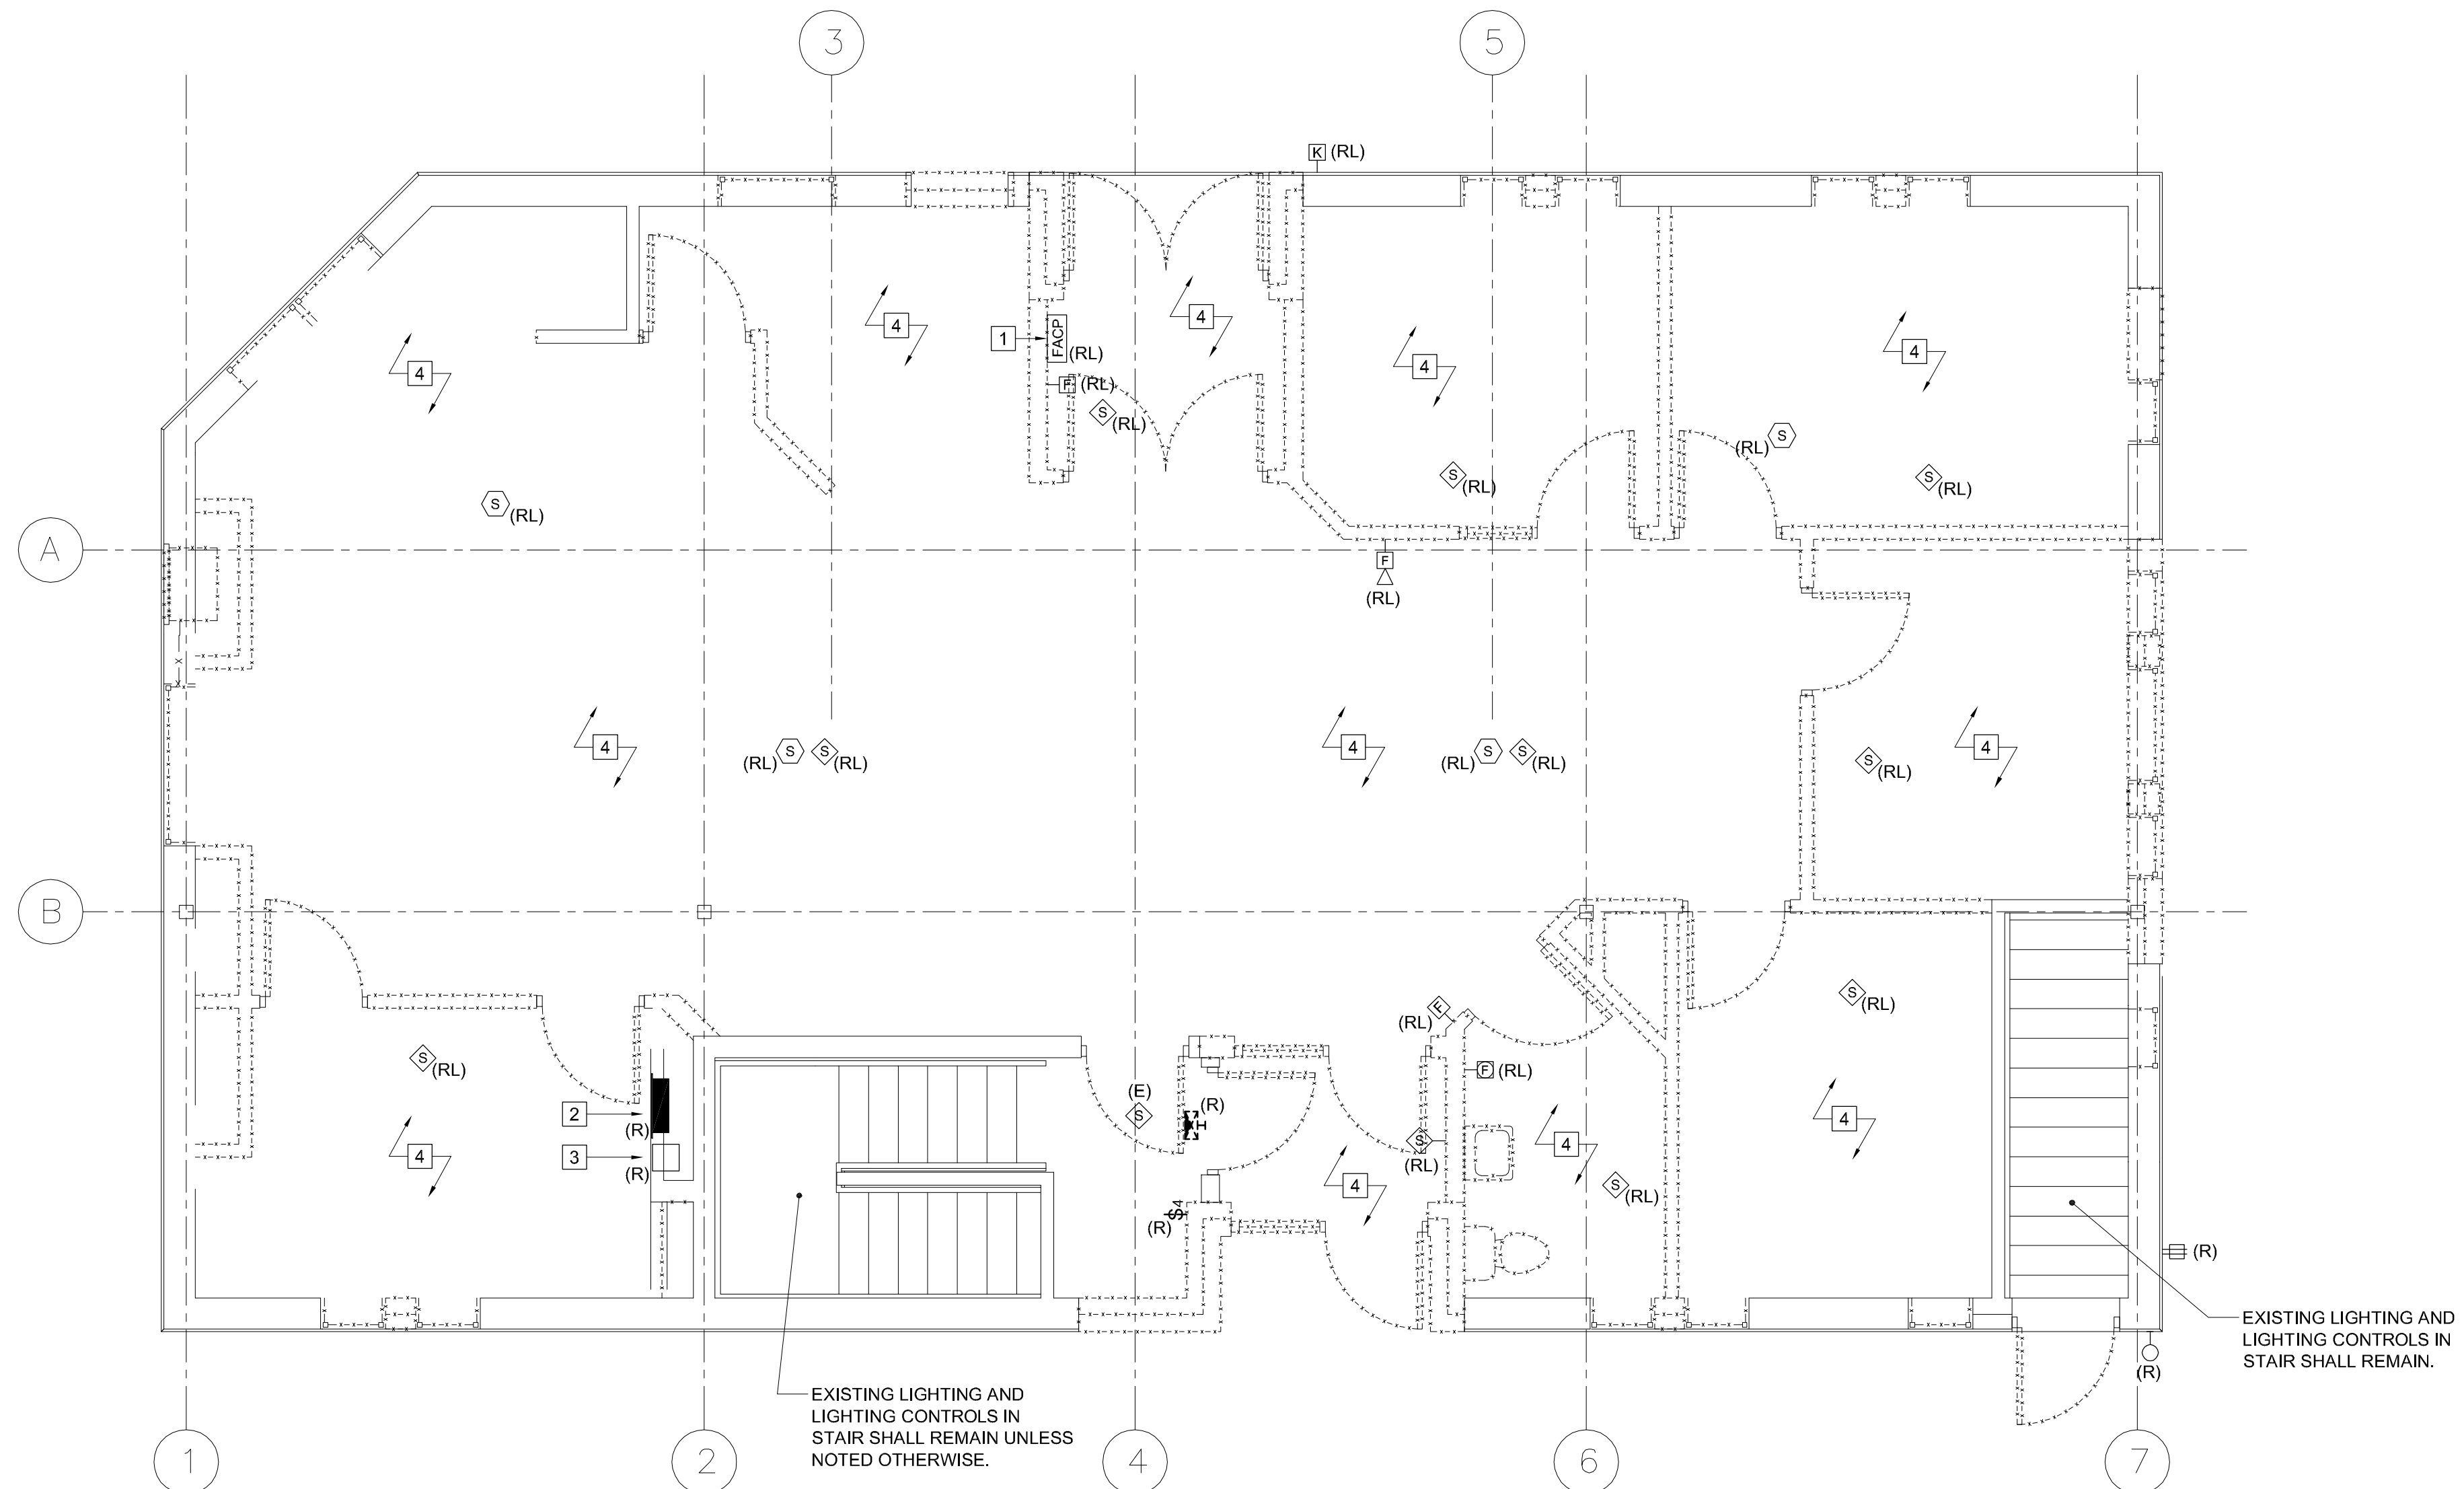 3
5
K (RL)
4
4
4
4
4
1
FACP
(RL)
F (RL)
S (RL)
S (RL)
(RL) S
S (RL)
S (RL)
A
F
(RL)
4
(RL) S S (RL)
4
(RL) S S (RL)
4
S (RL)
B
S (RL)
F
(RL)
S (RL)
F (RL)
2
(R)
3
(R)
4
(E)
S
(R)
H
S
(RL)
4
4
4
S (RL)
(R) $4
(R)
(R)
EXISTING LIGHTING AND
LIGHTING CONTROLS IN
STAIR SHALL REMAIN.
EXISTING LIGHTING AND
LIGHTING CONTROLS IN
STAIR SHALL REMAIN UNLESS
NOTED OTHERWISE.
1
2
4
6
7